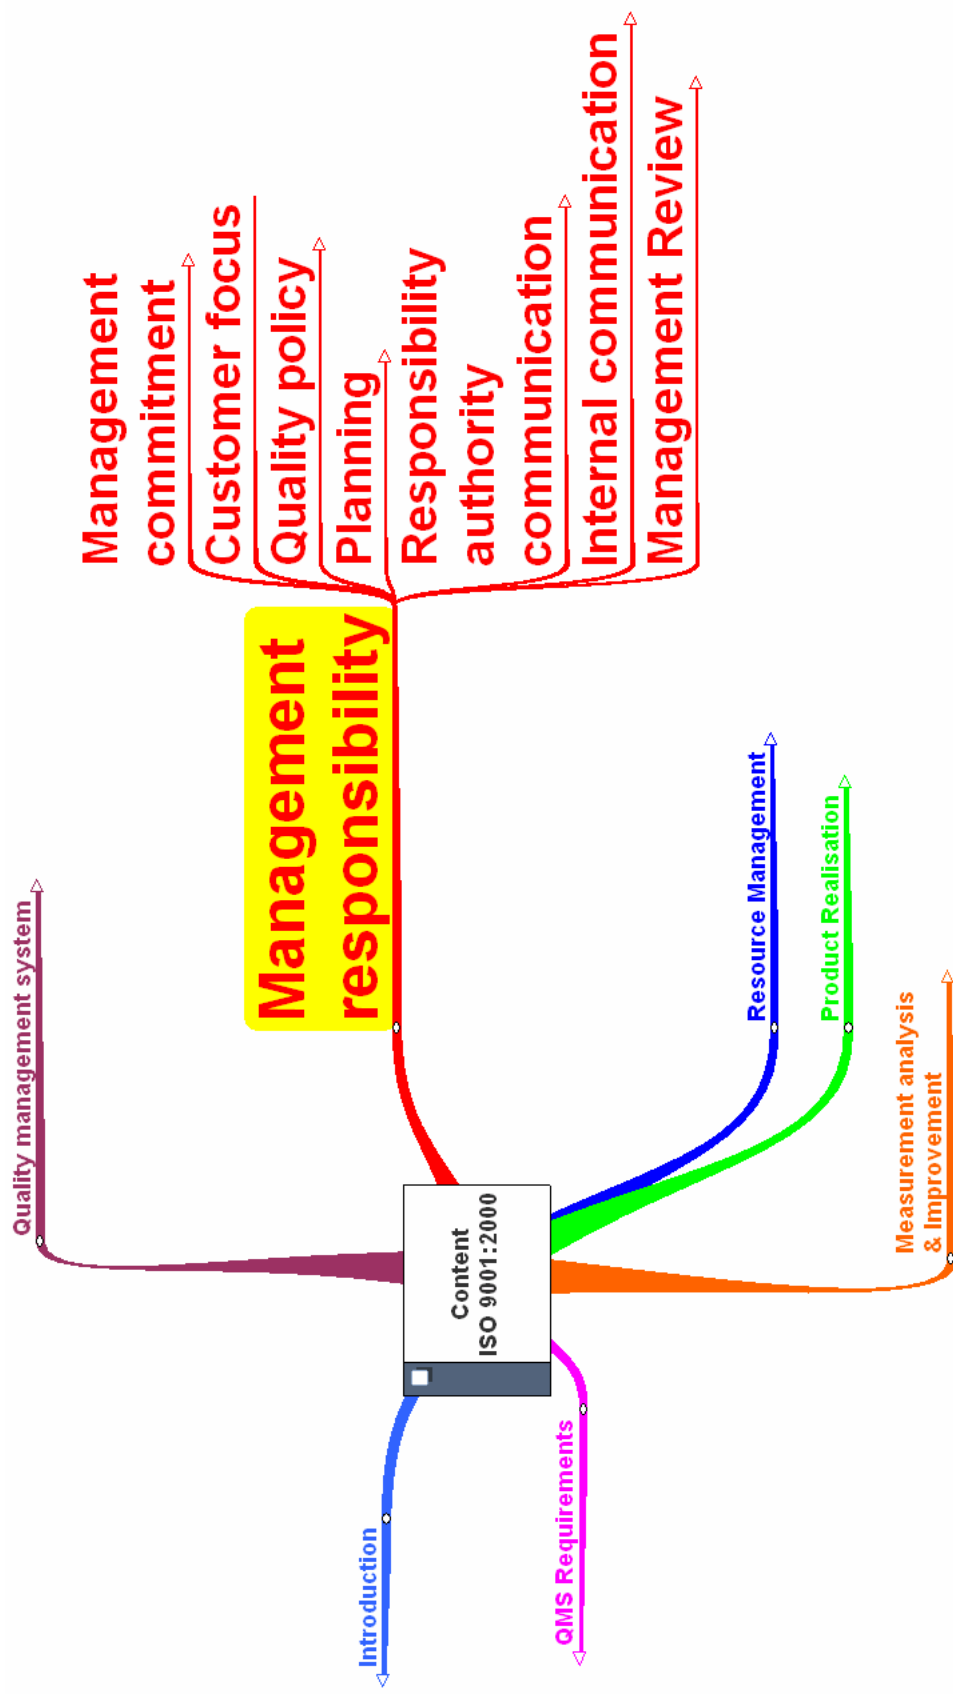 Quality management system
Management
responsibility
Management
commitment
Customer focus
Quality policy
Planning
Responsibility
authority
communication
Internal communication
Management Review
Resource Management
Product Realisation
Measurement analysis
& Improvement
Content
ISO 9001:2000
Introduction
QMS Requirements